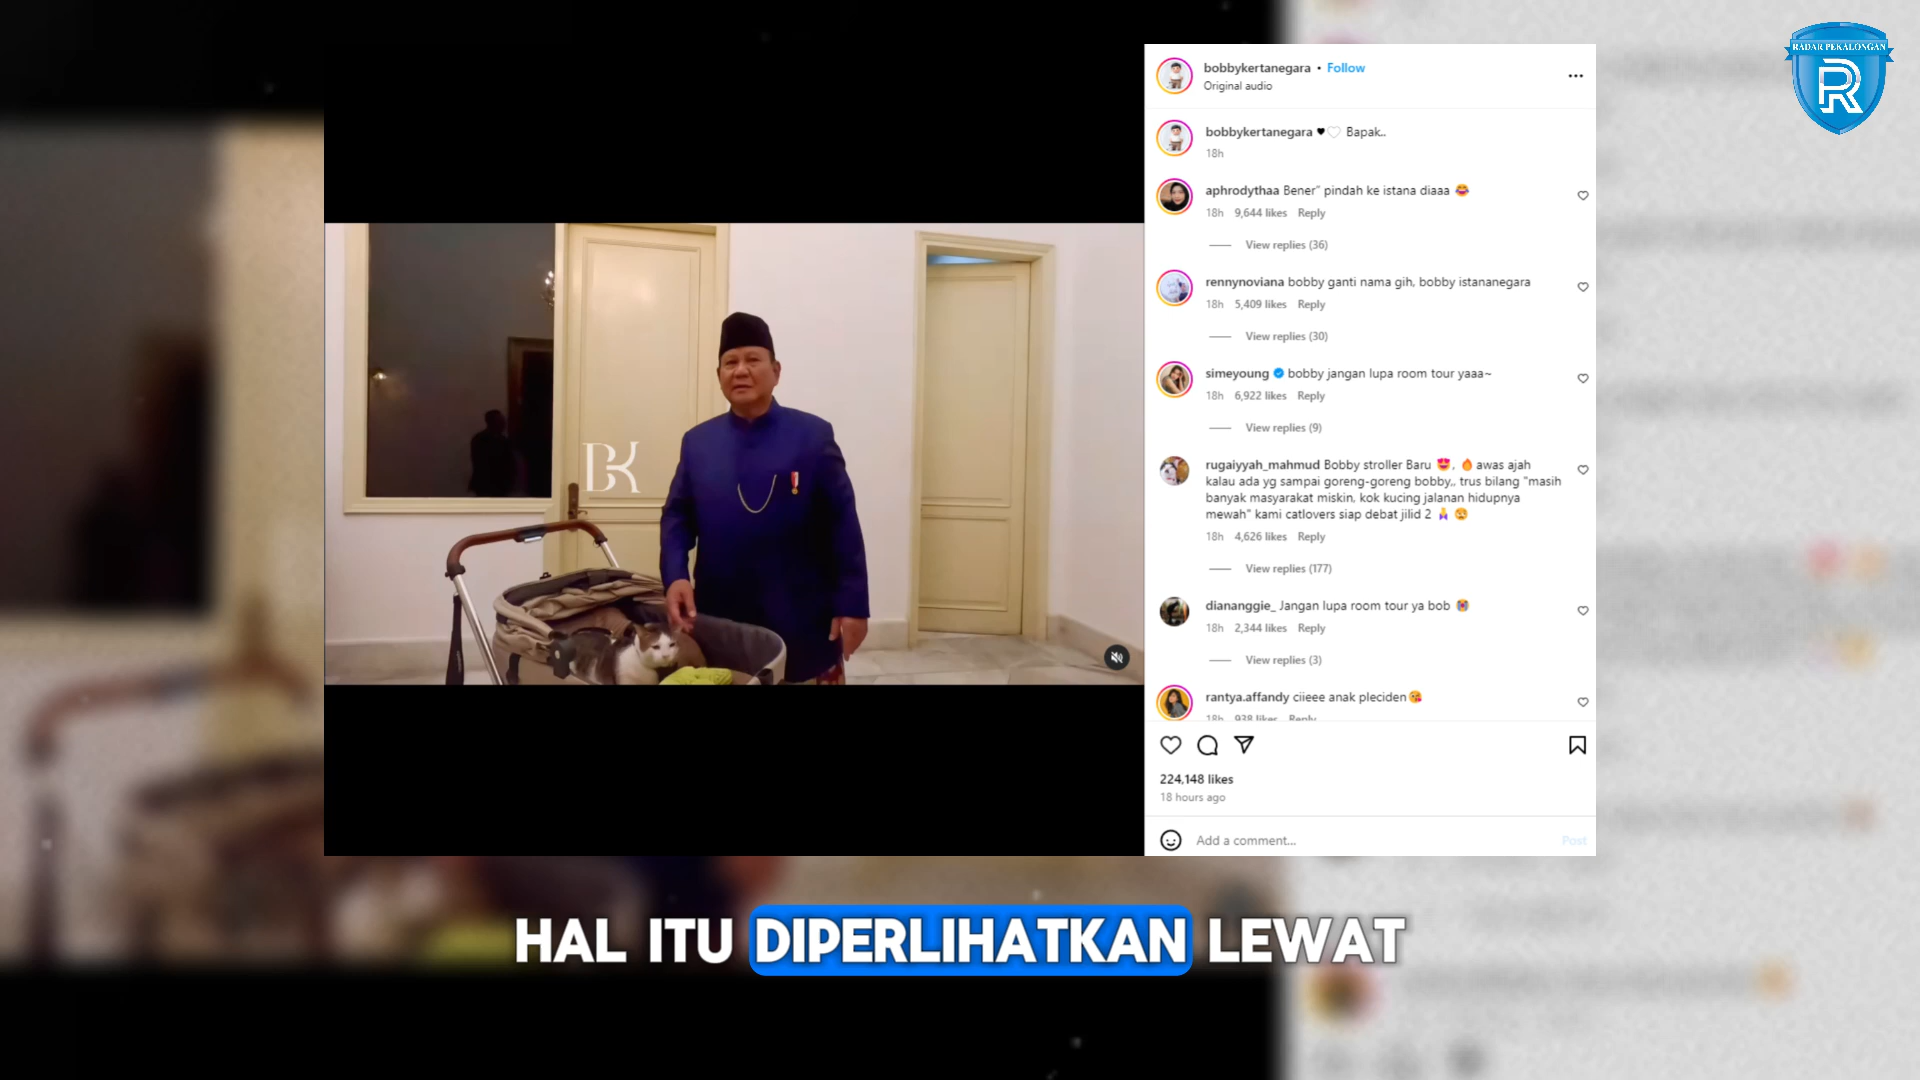 RADAR PEKALONGAN
R
bobbykertanegara • Follow
Original audio
bobbykertanegara 🖤🤍 Bapak..
18h
aphrodythaa Bener" pindah ke istana diaaa 😂
18h 9,644 likes Reply
View replies (36)
rennynoviana bobby ganti nama gih, bobby istananegara
18h 5,409 likes Reply
View replies (30)
simeyoung bobby jangan lupa room tour yaaa~
18h 6,922 likes Reply
View replies (9)
rugaiyyah_mahmud Bobby stroller Baru 😍. 🔥 awas ajah
kalau ada yg sampai goreng-goreng bobby,, trus bilang "masih
banyak masyarakat miskin, kok kucing jalanan hidupnya
mewah" kami catlovers siap debat jilid 2
18h 4,626 likes Reply
View replies (177)
diananggie_ Jangan lupa room tour ya bob
18h 2,344 likes Reply
View replies (3)
rantya.affandy ciieee anak pleciden 😘
18h 938 likes Reply
224,148 likes
18 hours ago
Add a comment...
Post
BK
HAL ITU DIPERLIHATKAN LEWAT